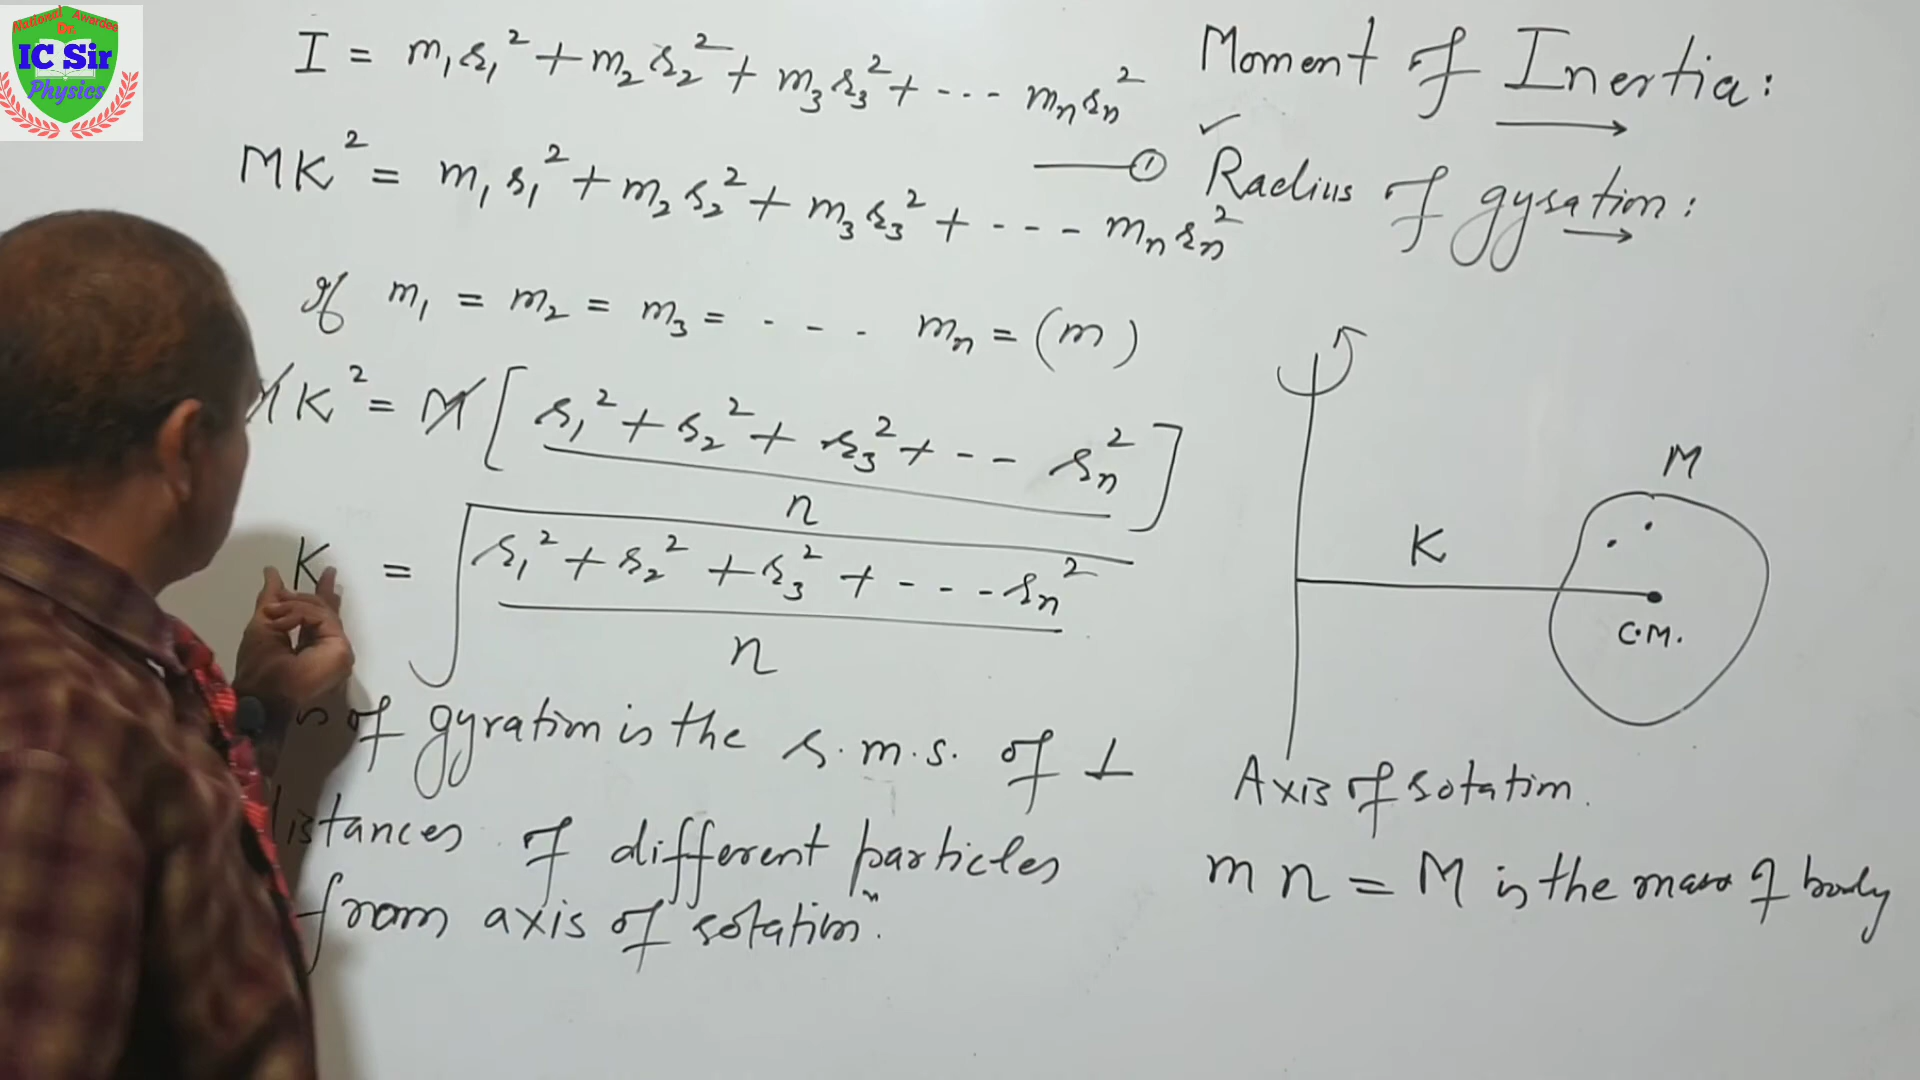 National Awardee
Dr.
IC Sir
Physics
I = m₁r₁² + m₂r₂² + m₃r₃² + --- mₙrₙ²
MK² = m₁r₁² + m₂r₂² + m₃r₃² + --- mₙrₙ²
①
If m₁ = m₂ = m₃ = - - - mₙ = (m)
MK² = M [ r₁² + r₂² + r₃² + -- rₙ² ]
n
K = √ r₁² + r₂² + r₃² + - - - rₙ²
n
of gyration is the r.m.s. of ⊥
distances of different particles
from axis of rotation"
Moment of Inertia:
✓
Radius of gyration:
M
K
C.M.
Axis of rotation.
m n = M is the mass of body